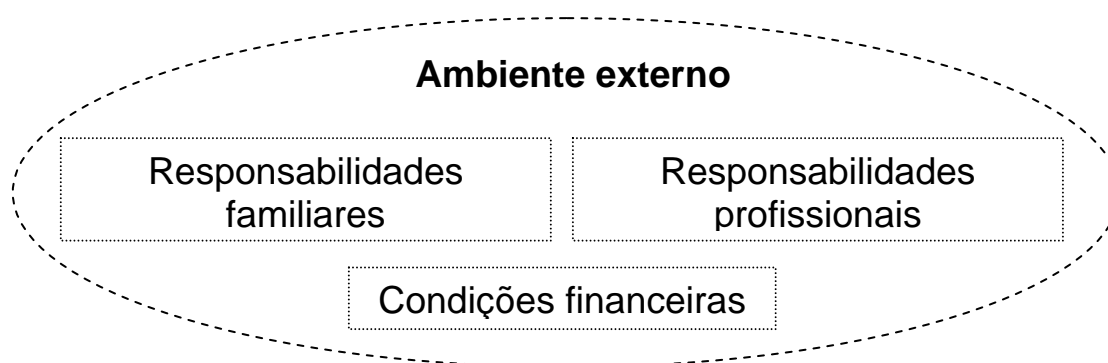 Ambiente externo
Responsabilidades
familiares
Responsabilidades
profissionais
Condições financeiras